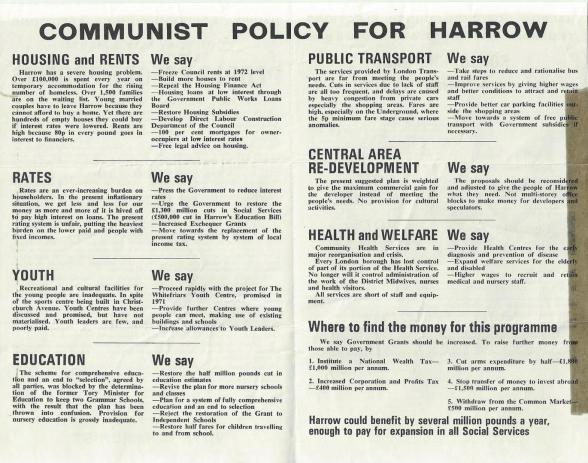 COMMUNIST POLICY FOR HARROW
HOUSING and RENTS
Harrow has a severe housing problem.
Over £100,000 is spent every year on
temporary accommodation for the rising
number of homeless. Over 1,500 families
are on the waiting list. Young married
couples have to leave Harrow because they
cannot afford to buy a home. Yet there are
hundreds of empty houses they could buy
if interest rates were lowered. Rents are
high because 80p in every pound goes in
interest to financiers.
We say
—Freeze Council rents at 1972 level
—Build more houses to rent
—Repeal the Housing Finance Act
—Housing loans at low interest through
the Government Public Works Loans
Board
—Restore Housing Subsidies
—Develop Direct Labour Construction
Department of the Council
—100 per cent mortgages for owner-
occupiers at low interest rates
—Free legal advice on housing.
RATES
Rates are an ever-increasing burden on
householders. In the present inflationary
situation, we get less and less for our
money as more and more of it is hived off
to pay high interest on loans. The present
rating system is unfair, putting the heaviest
burden on the lower paid and people with
fixed incomes.
We say
—Press the Government to reduce interest
rates
—Urge the Government to restore the
£1,300 million cuts in Social Services
(£500,000 cut in Harrow's Education Bill)
—Increased Exchequer Grants
—Move towards the replacement of the
present rating system by system of local
income tax.
YOUTH
Recreational and cultural facilities for
the young people are inadequate. In spite
of the sports centre being built in Christ-
church Avenue. Youth Centres have been
discussed and promised, but have not
materialised. Youth leaders are few, and
poorly paid.
We say
—Proceed rapidly with the project for The
Whitefriars Youth Centre, promised in
1971
—Provide further Centres where young
people can meet, making use of existing
buildings and schools
—Increase allowances to Youth Leaders.
EDUCATION
The scheme for comprehensive educa-
tion and an end to "selection", agreed by
all parties, was blocked by the determina-
tion of the former Tory Minister for
Education to keep two Grammar Schools,
with the result that the plan has been
thrown into confusion. Provision for
nursery education is grossly inadequate.
We say
—Restore the half million pounds cut in
education estimates
—Revive the plan for more nursery schools
and classes
—Plan for a system of fully comprehensive
education and an end to selection
—Reject the restoration of the Grant to
Independent Schools
—Restore half fares for children travelling
to and from school.
PUBLIC TRANSPORT
The services provided by London Trans-
port are far from meeting the people's
needs. Cuts in services due to lack of staff
are all too frequent, and delays are caused
by heavy congestion from private cars
especially the shopping areas. Fares are
high, especially on the Underground, where
the 5p minimum fare stage causes serious
anomalies.
We say
—Take steps to reduce and rationalise bus
and rail fares
—Improve services by giving higher wages
and better conditions to attract and retain
staff
—Provide better car parking facilities out-
side the shopping areas
—Move towards a system of free public
transport with Government subsidies if
necessary.
CENTRAL AREA
RE-DEVELOPMENT
The present suggested plan is weighted
to give the maximum commercial gain for
the developer instead of meeting the
people's needs. No provision for cultural
activities.
We say
The proposals should be reconsidered
and adjusted to give the people of Harrow
what they need. Not multi-storey office
blocks to make money for developers and
speculators.
HEALTH and WELFARE
Community Health Services are in
major reorganisation and crisis.
Every London borough has lost control
of part of its portion of the Health Service.
No longer will it control administration of
the work of the District Midwives, nurses
and health visitors.
All services are short of staff and equip-
ment.
We say
—Provide Health Centres for the early
diagnosis and prevention of disease
—Expand welfare services for the elderly
and disabled
—Higher wages to recruit and retain
medical and nursery staff.
Where to find the money for this programme
We say Government Grants should be increased. To raise further money from
those able to pay, by
1. Institute a National Wealth Tax—
£1,000 million per annum.
2. Increased Corporation and Profits Tax
—£400 million per annum.
3. Cut arms expenditure by half—
million per annum.
4. Stop transfer of money to invest abroad
—£1,500 million per annum.
5. Withdraw from the Common Market—
£500 million per annum.
Harrow could benefit by several million pounds a year,
enough to pay for expansion in all Social Services